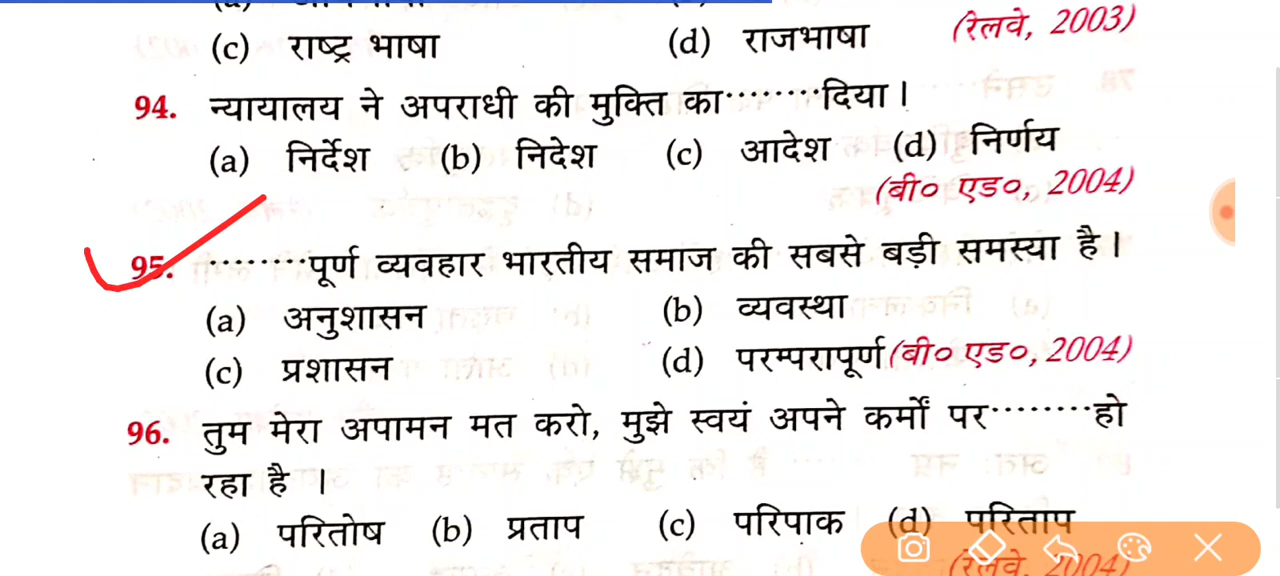 (c) राष्ट्र भाषा (d) राजभाषा (रेलवे, 2003)
94. न्यायालय ने अपराधी की मुक्ति का········दिया।
(a) निर्देश (b) निदेश (c) आदेश (d) निर्णय
(बी० एड०, 2004)
95. ········पूर्ण व्यवहार भारतीय समाज की सबसे बड़ी समस्या है।
(a) अनुशासन (b) व्यवस्था
(c) प्रशासन (d) परम्परापूर्ण (बी० एड०, 2004)
96. तुम मेरा अपामन मत करो, मुझे स्वयं अपने कर्मों पर········हो
रहा है ।
(a) परितोष (b) प्रताप (c) परिपाक (d) परिताप
(रेलवे, 2004)